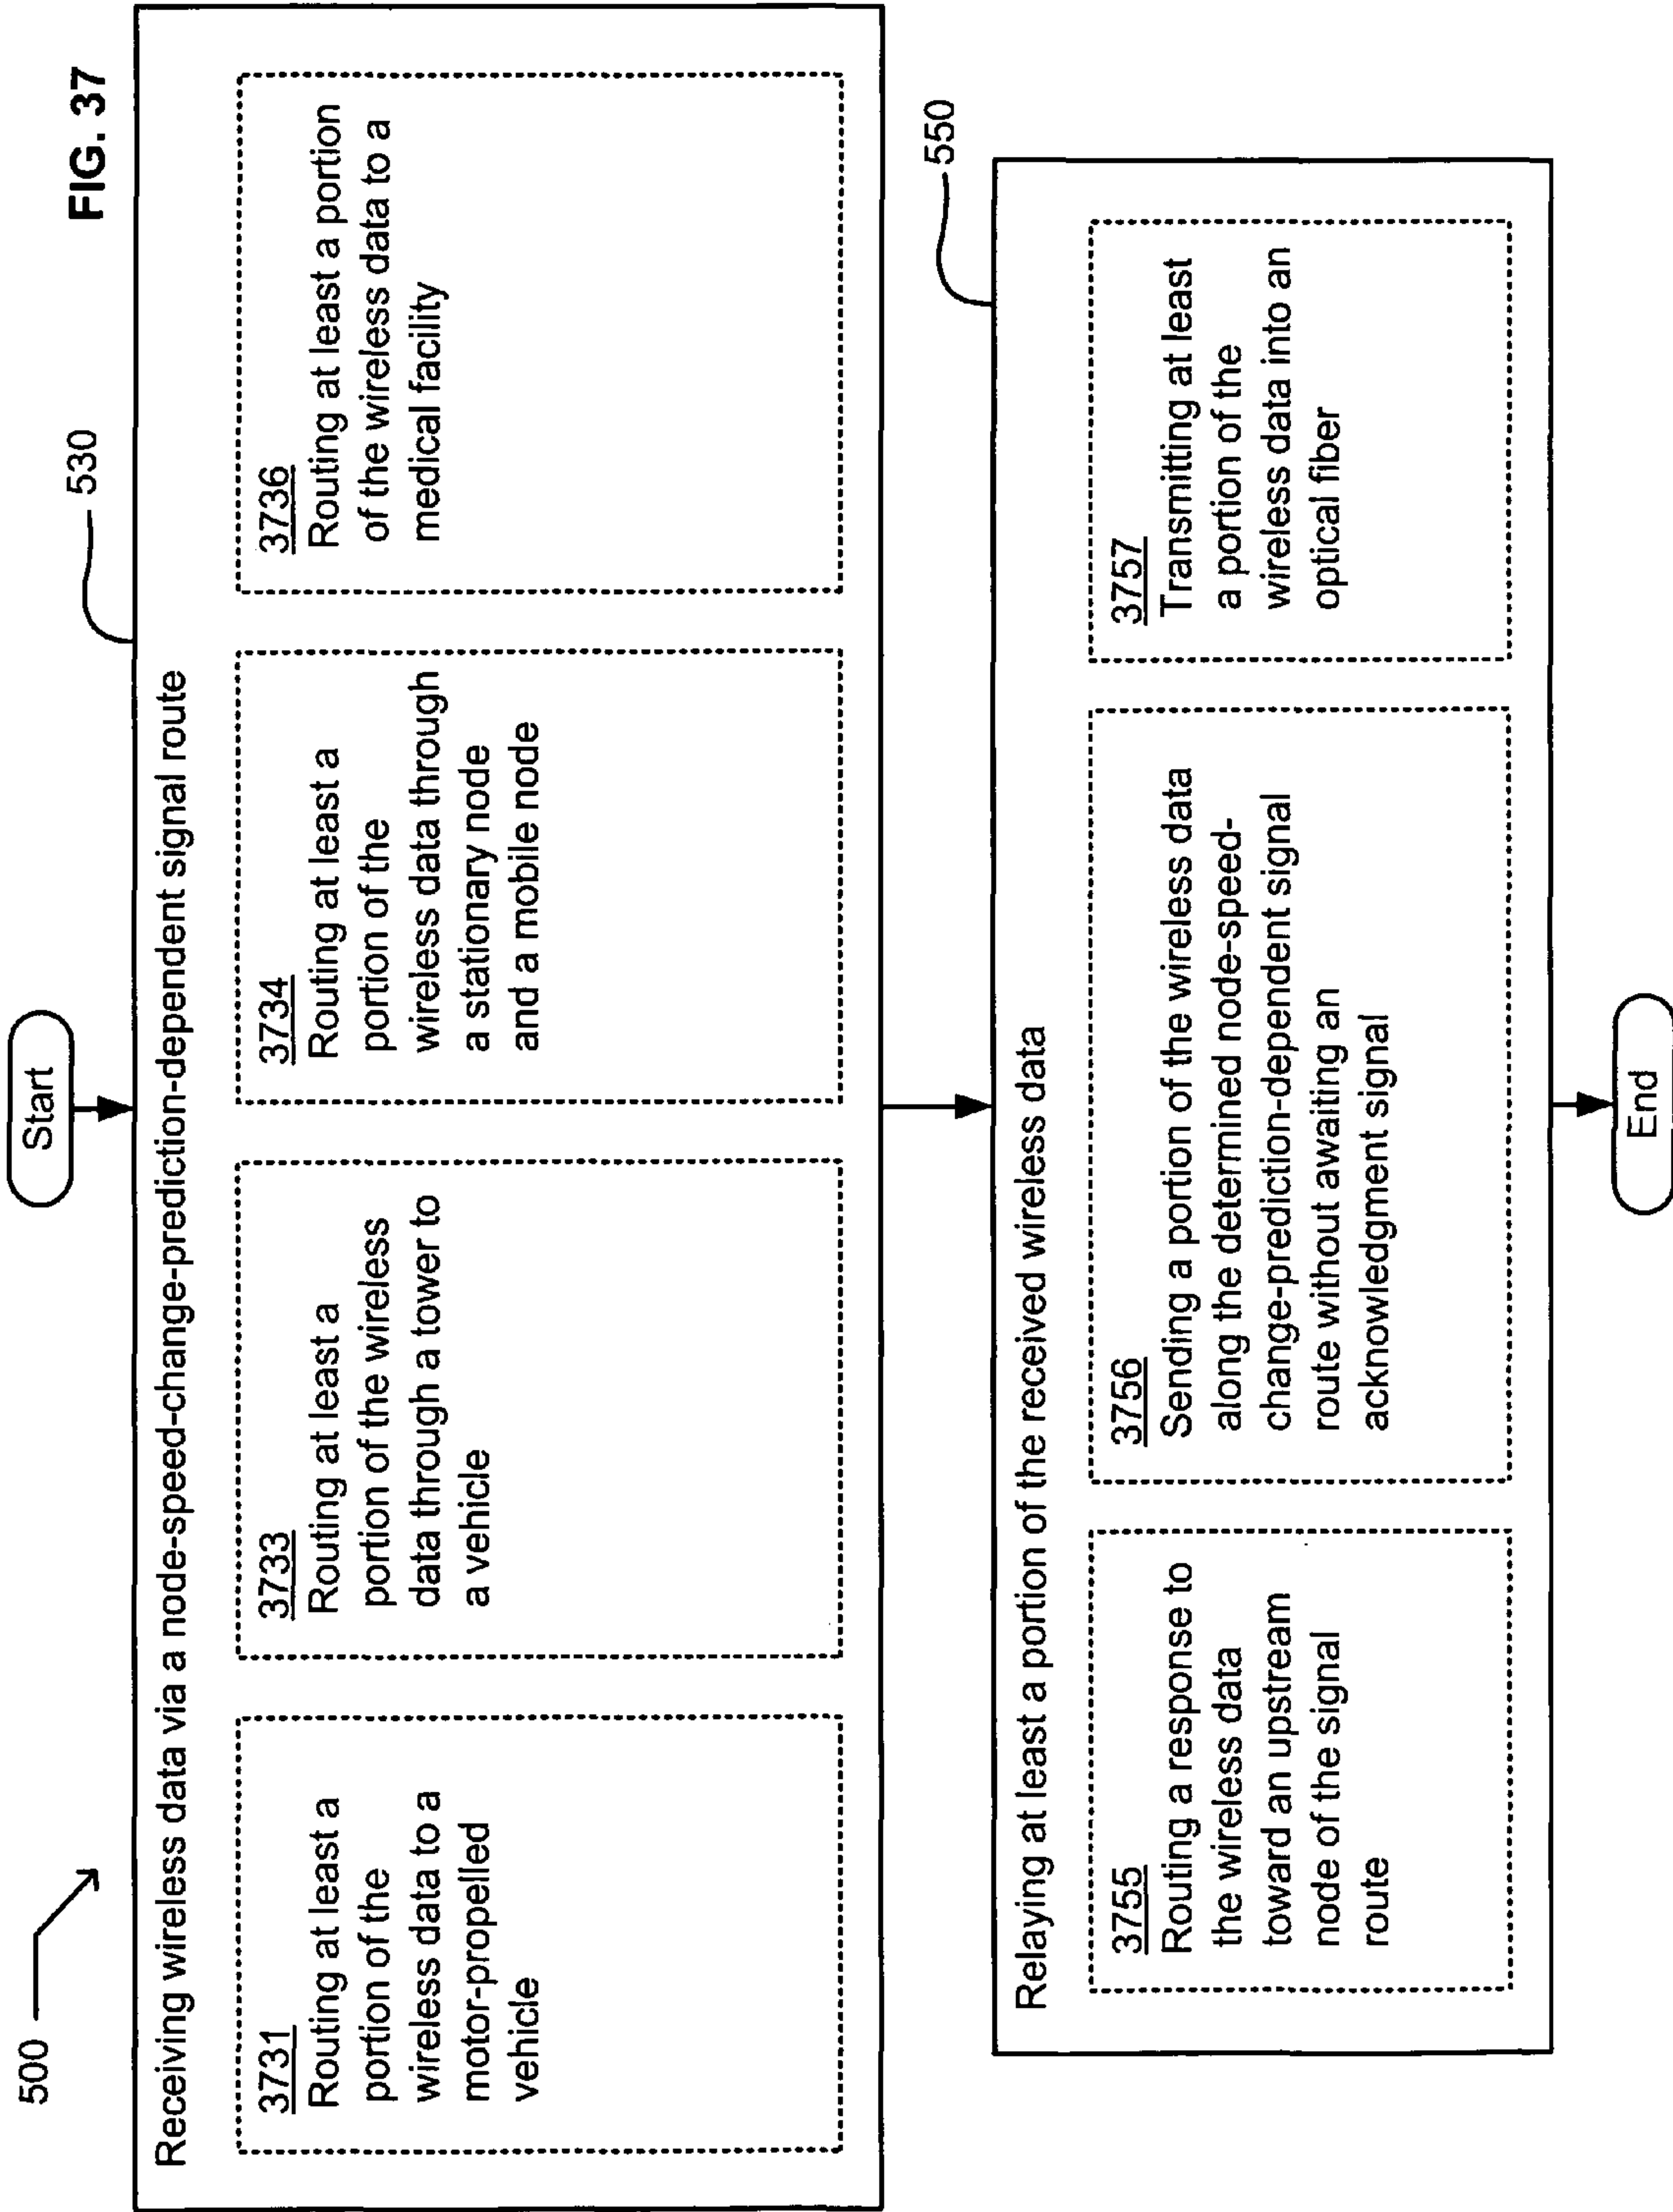 FIG. 37
500
Start
530
Receiving wireless data via a node-speed-change-prediction-dependent signal route
3731
Routing at least a
portion of the
wireless data to a
motor-propelled
vehicle
3733
Routing at least a
portion of the wireless
data through a tower to
a vehicle
3734
Routing at least a
portion of the
wireless data through
a stationary node
and a mobile node
3736
Routing at least a portion
of the wireless data to a
medical facility
550
Relaying at least a portion of the received wireless data
3755
Routing a response to
the wireless data
toward an upstream
node of the signal
route
3756
Sending a portion of the wireless data
along the determined node-speed-
change-prediction-dependent signal
route without awaiting an
acknowledgment signal
3757
Transmitting at least
a portion of the
wireless data into an
optical fiber
End